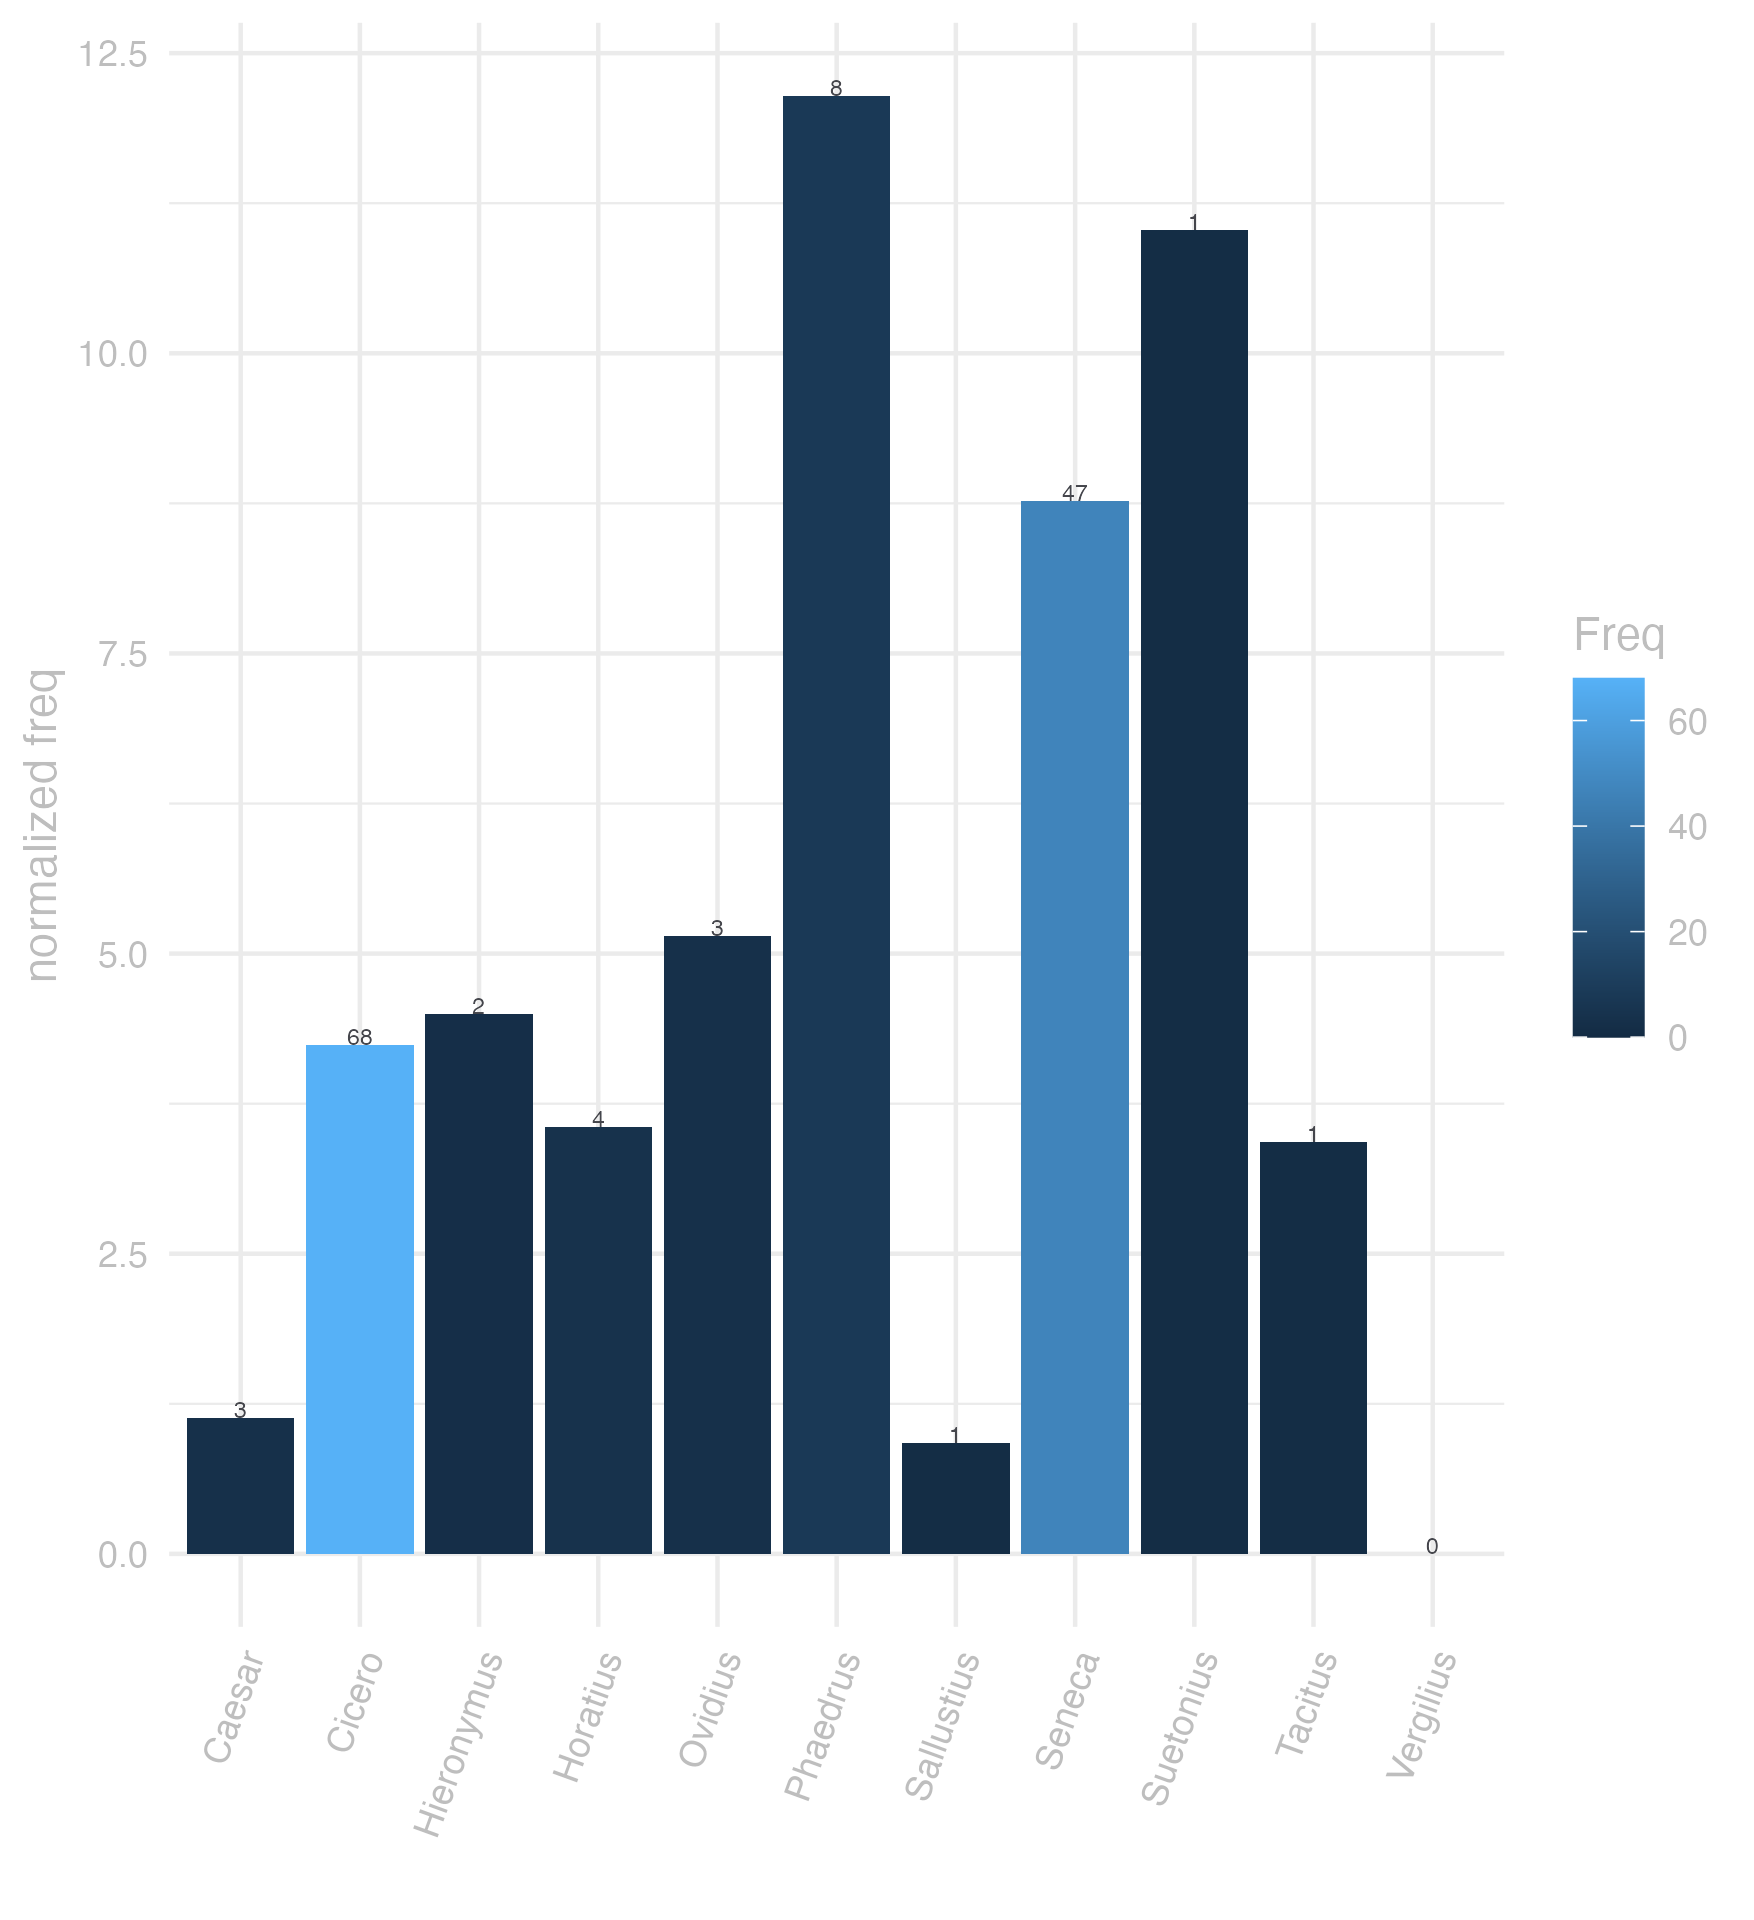 12.5
10.0
7.5
5.0
2.5
0.0
normalized freq
3
68
2
4
3
8
1
47
1
1
0
Caesar
Cicero
Hieronymus
Horatius
Ovidius
Phaedrus
Sallustius
Seneca
Suetonius
Tacitus
Vergilius
Freq
60
40
20
0